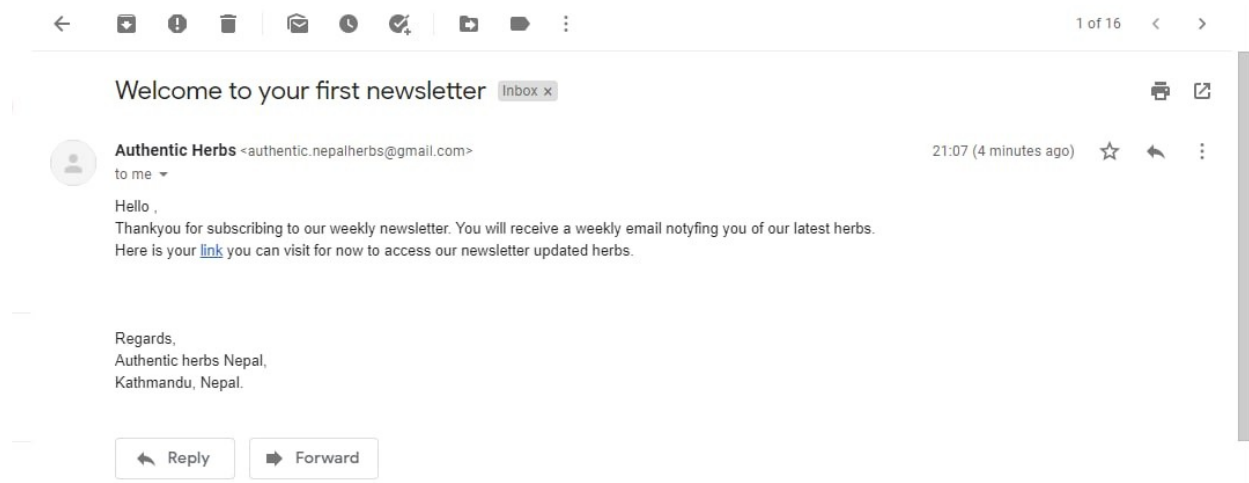 1 of 16
Welcome to your first newsletter Inbox x
Authentic Herbs <authentic.nepalherbs@gmail.com> 21:07 (4 minutes ago)
to me
Hello ,
Thankyou for subscribing to our weekly newsletter. You will receive a weekly email notyfing you of our latest herbs.
Here is your link you can visit for now to access our newsletter updated herbs.
Regards,
Authentic herbs Nepal,
Kathmandu, Nepal.
Reply Forward